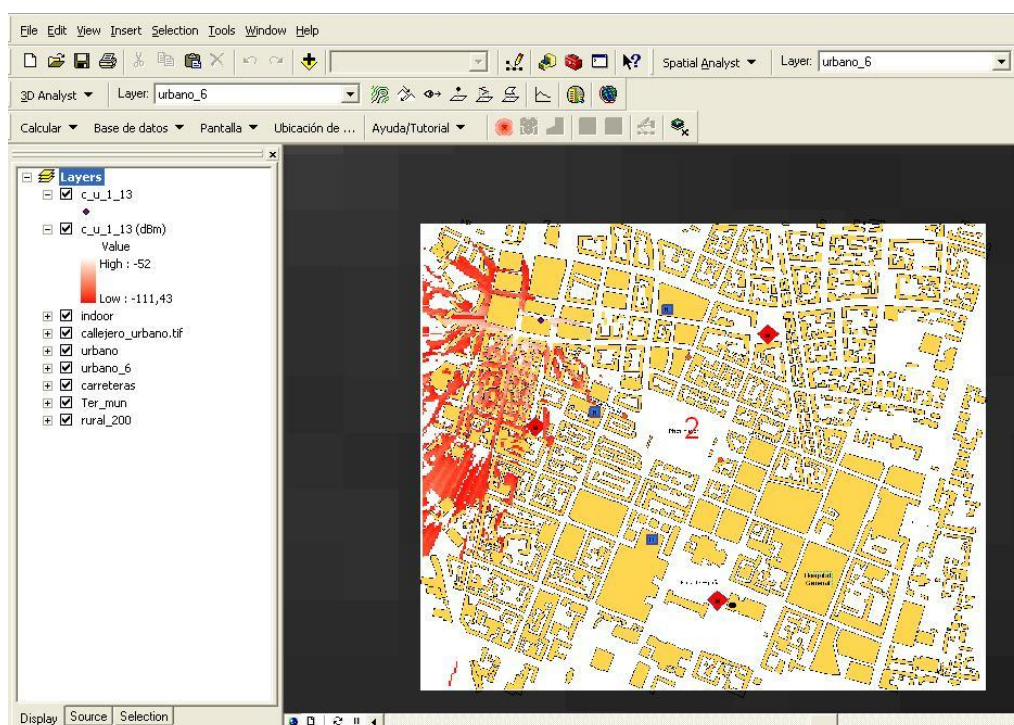 File Edit View Insert Selection Tools Window Help
Spatial Analyst Layer: urbano_6
3D Analyst Layer: urbano_6
Calcular Base de datos Pantalla Ubicación de ... Ayuda/Tutorial
Layers
c_u_1_13
c_u_1_13 (dBm)
Value
High : -52
Low : -111,43
indoor
callejero_urbano.tif
urbano
urbano_6
carreteras
Ter_mun
rural_200
2
Hospital
General
Display Source Selection